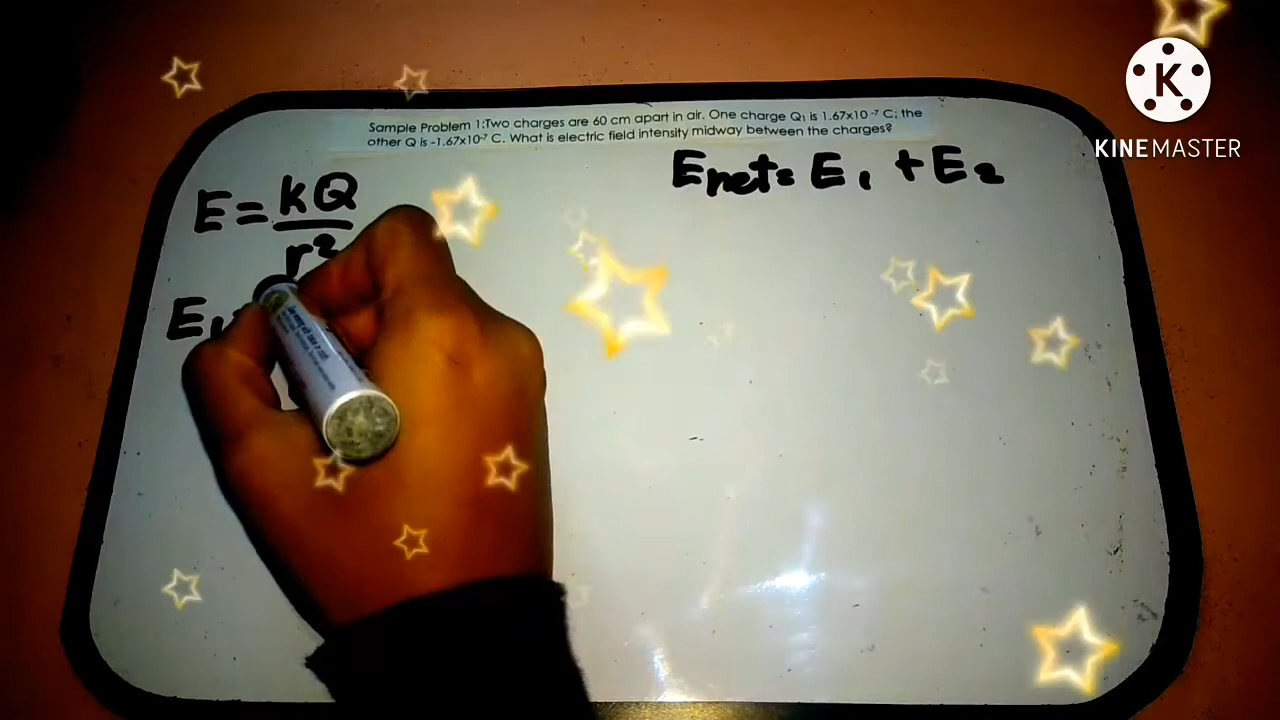 Sample Problem 1:Two charges are 60 cm apart in air. One charge Q₁ is 1.67x10⁻⁷ C; the
other Q is -1.67x10⁻⁷ C. What is electric field intensity midway between the charges?
E = kQ
r²
Enet = E₁ + E₂
E₁
K
KINEMASTER